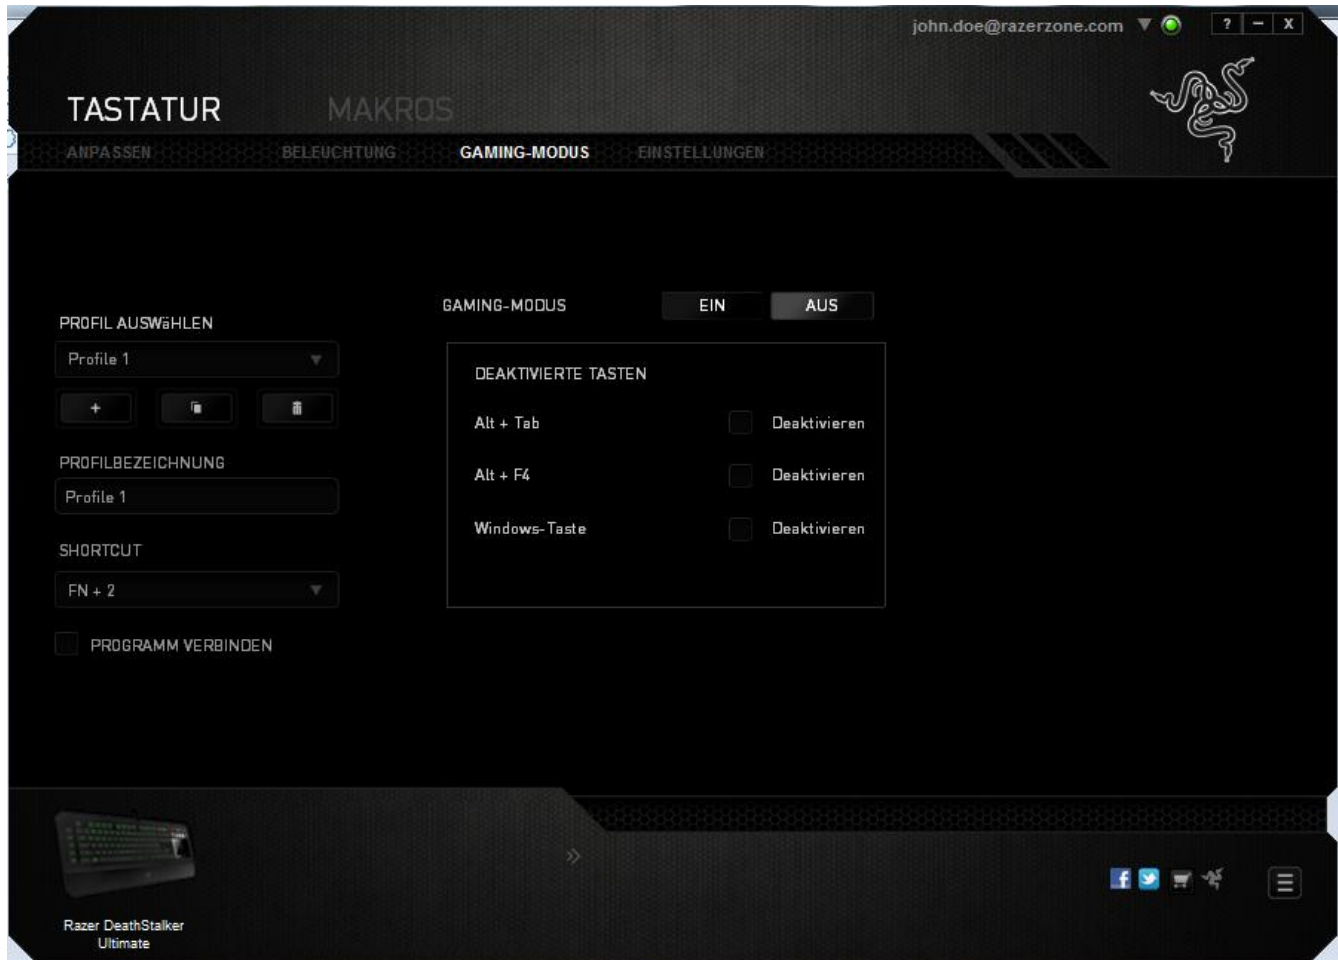 john.doe@razerzone.com
? – X
TASTATUR MAKROS
ANPASSEN BELEUCHTUNG GAMING-MODUS EINSTELLUNGEN
PROFIL AUSWäHLEN
Profile 1
+
PROFILBEZEICHNUNG
Profile 1
SHORTCUT
FN + 2
PROGRAMM VERBINDEN
GAMING-MODUS EIN AUS
DEAKTIVIERTE TASTEN
Alt + Tab Deaktivieren
Alt + F4 Deaktivieren
Windows-Taste Deaktivieren
Razer DeathStalker
Ultimate
»
f